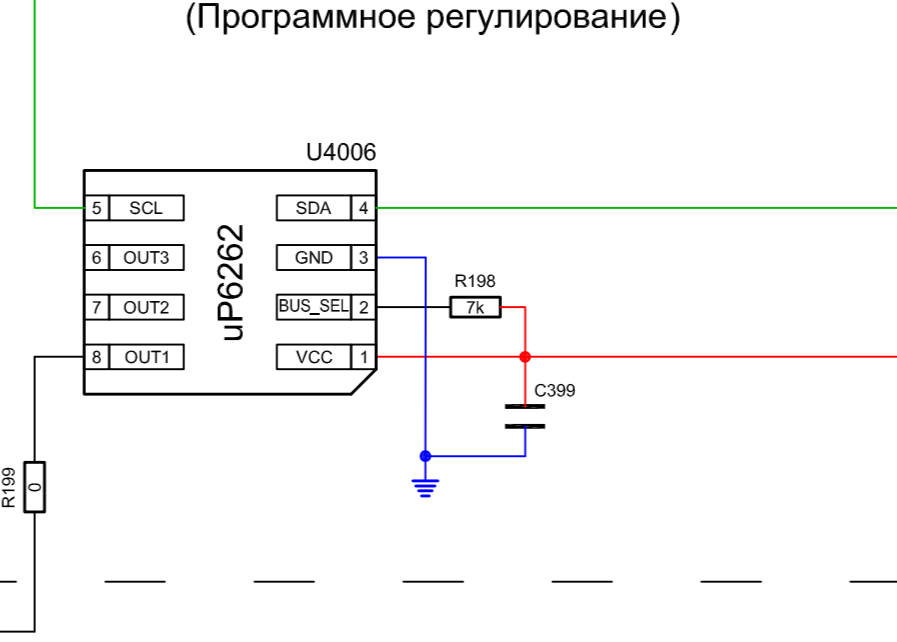 (Программное регулирование)
U4006
5 SCL
SDA 4
6 OUT3
GND 3
7 OUT2
BUS_SEL 2
8 OUT1
VCC 1
uP6262
R198
7k
C399
R199
0